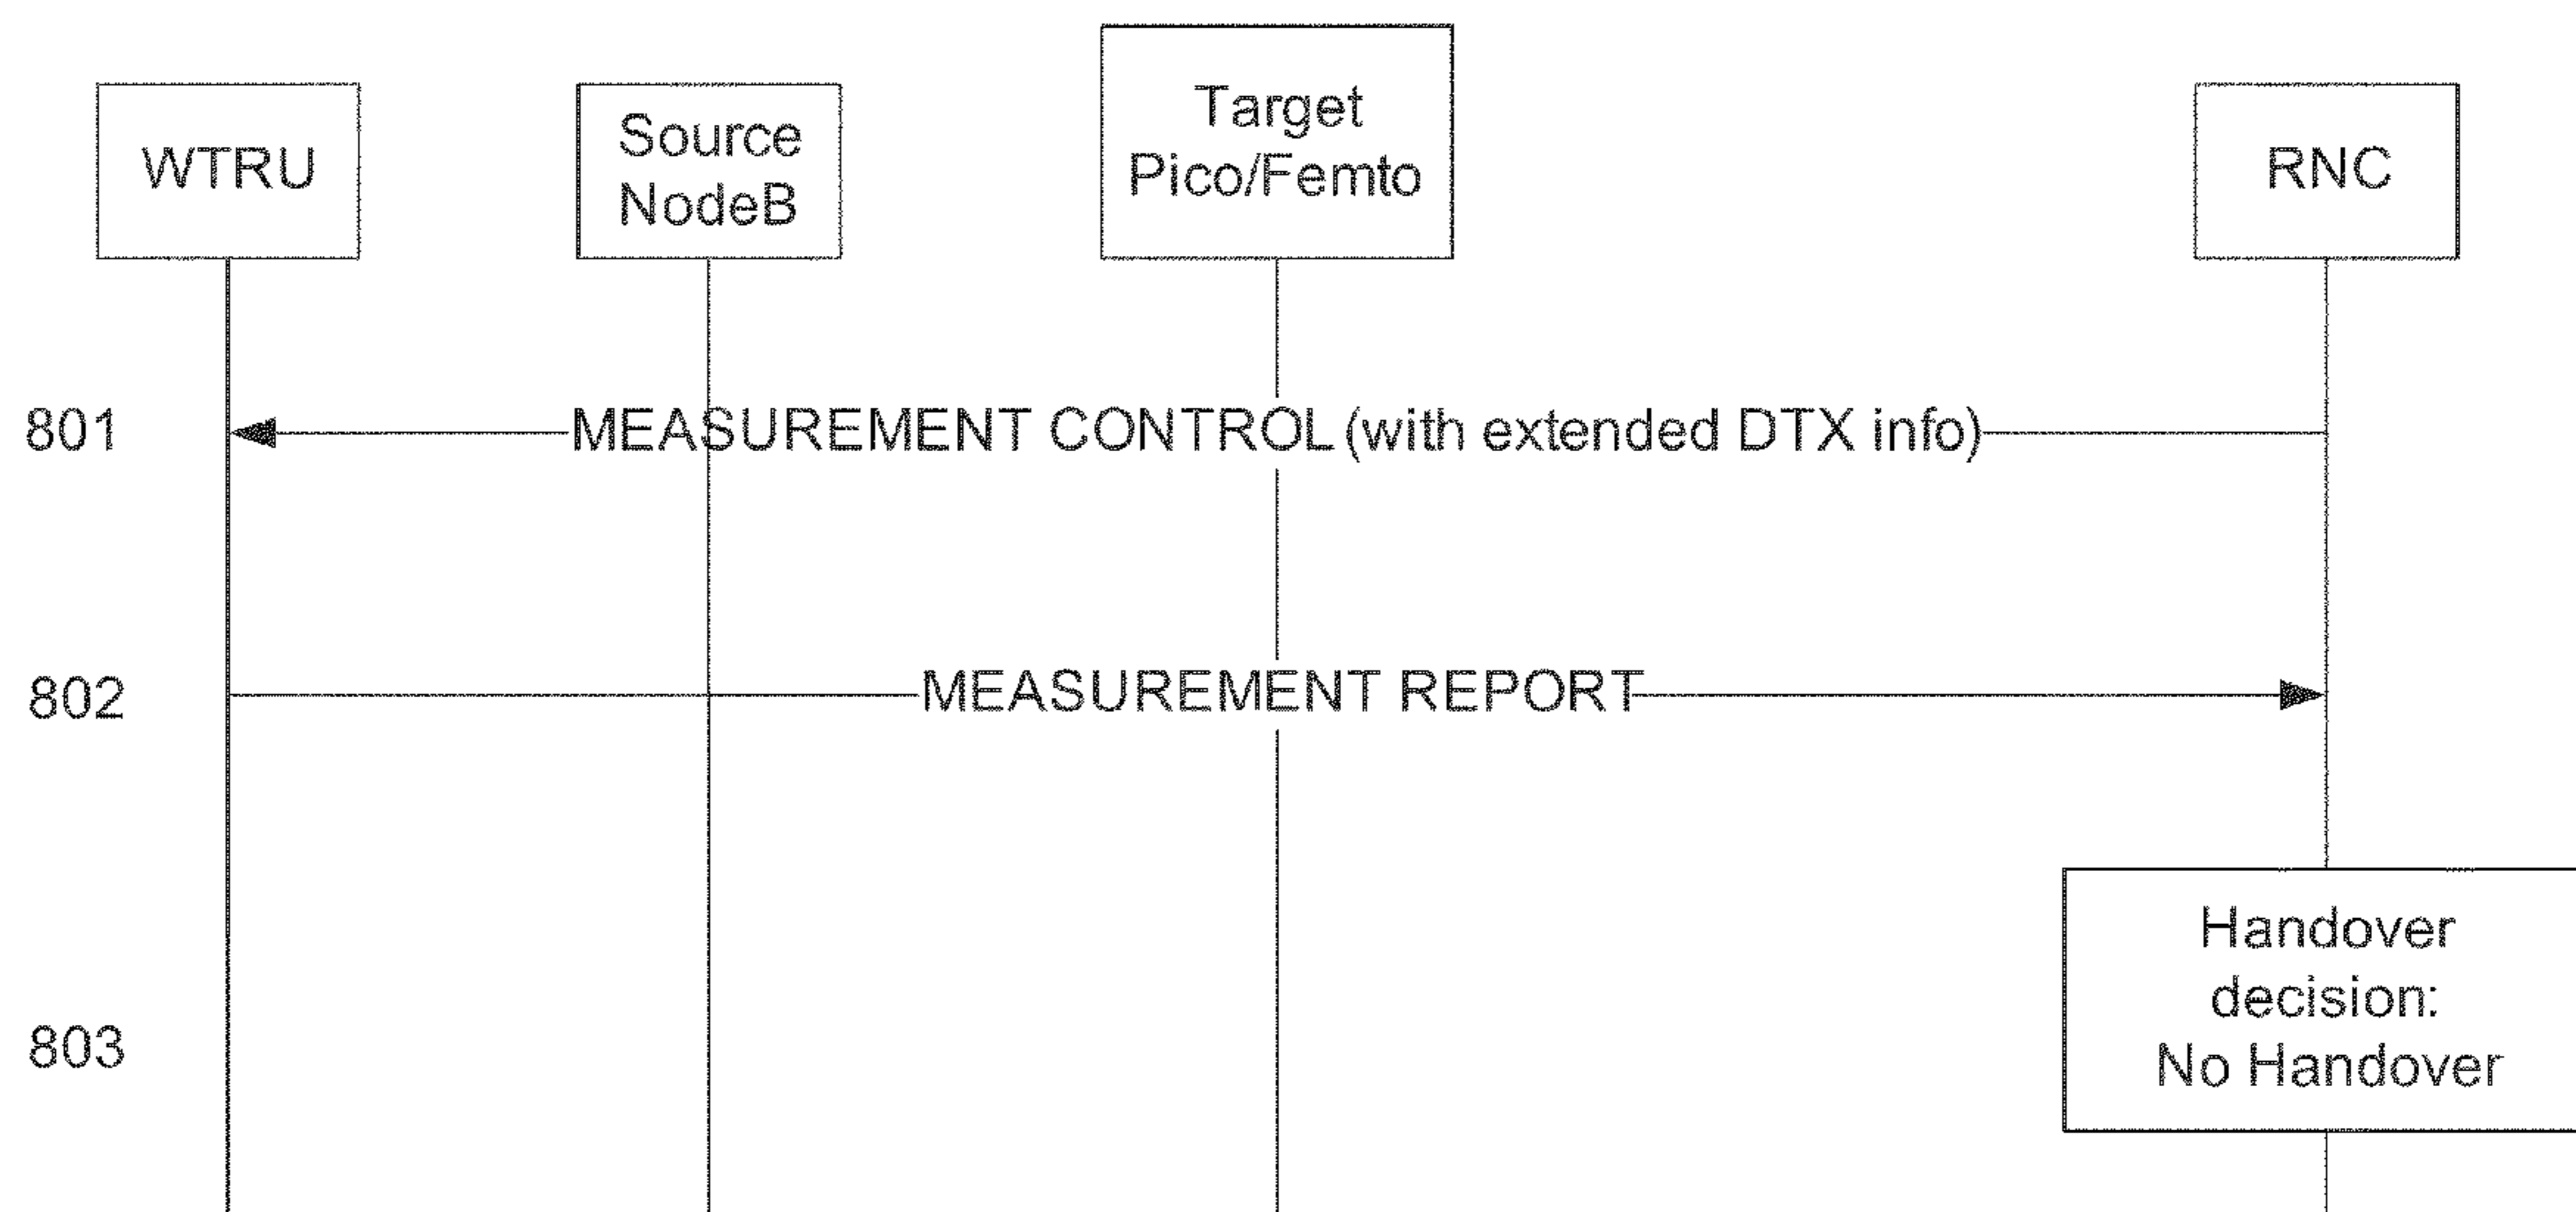 WTRU
Source
NodeB
Target
Pico/Femto
RNC
801
MEASUREMENT CONTROL (with extended DTX info)
802
MEASUREMENT REPORT
803
Handover
decision:
No Handover